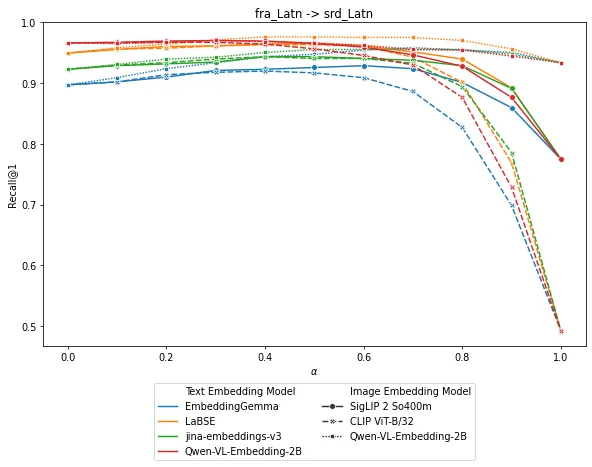 fra_Latn -> srd_Latn
1.0
0.9
0.8
0.7
0.6
0.5
Recall@1
0.0 0.2 0.4 0.6 0.8 1.0
α
Text Embedding Model Image Embedding Model
EmbeddingGemma SigLIP 2 So400m
LaBSE CLIP ViT-B/32
jina-embeddings-v3 Qwen-VL-Embedding-2B
Qwen-VL-Embedding-2B